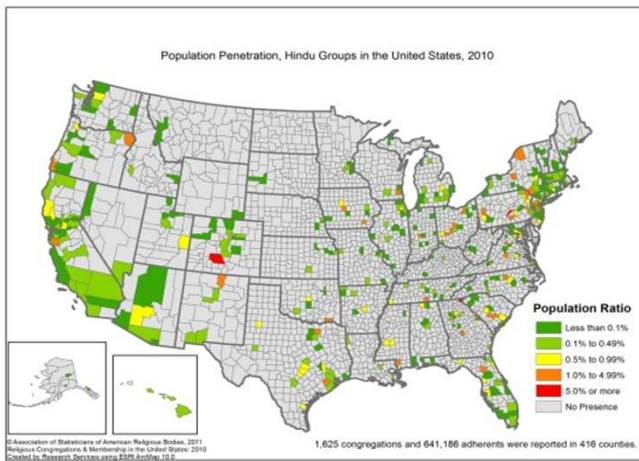 Population Penetration, Hindu Groups in the United States, 2010
Population Ratio
Less than 0.1%
0.1% to 0.49%
0.5% to 0.99%
1.0% to 4.99%
5.0% or more
No Presence
© Association of Statisticians of American Religious Bodies, 2011
Religious Congregations & Membership in the United States: 2010
Created by Research Services using ESRI ArcMap 10.0
1,625 congregations and 641,186 adherents were reported in 416 counties.